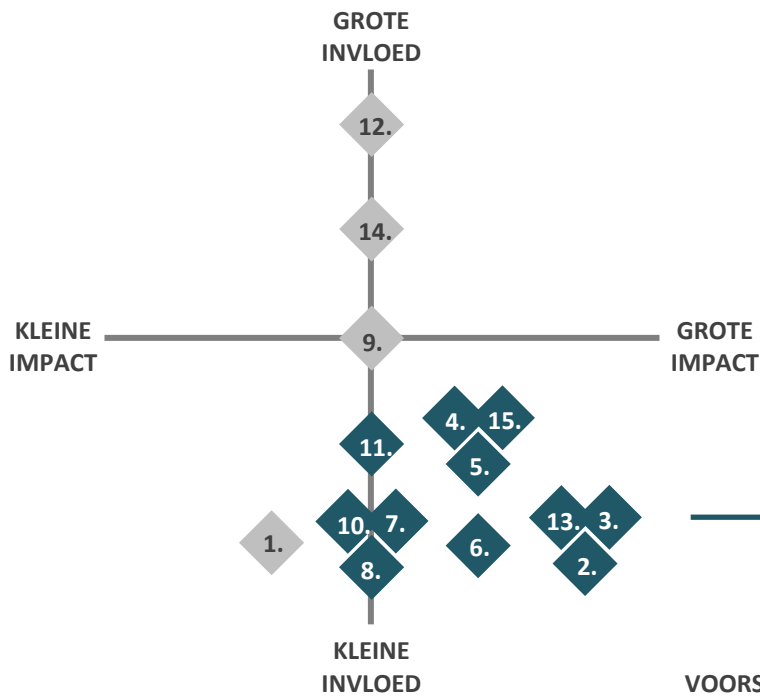 GROTE
INVLOED
12.
14.
KLEINE
IMPACT
9.
GROTE
IMPACT
4.
15.
11.
5.
10.
7.
13.
3.
1.
6.
8.
2.
KLEINE
INVLOED
VOORS